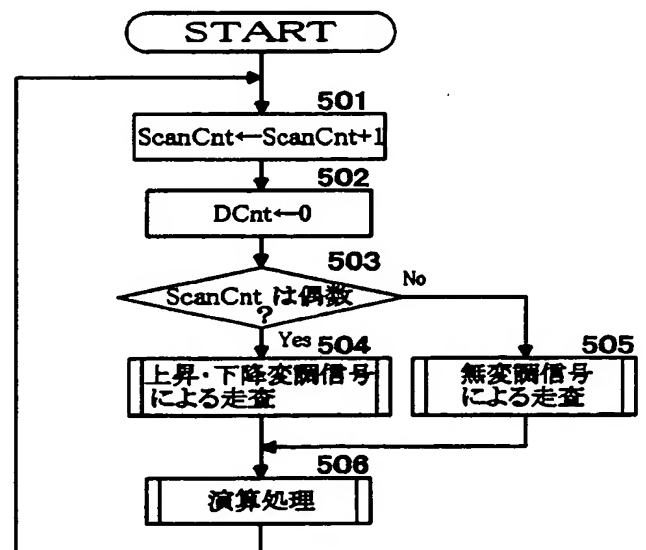 START
501
ScanCnt←ScanCnt+1
502
DCnt←0
503
ScanCnt は偶数
?
No
Yes
504
上昇・下降変調信号
による走査
505
無変調信号
による走査
506
演算処理